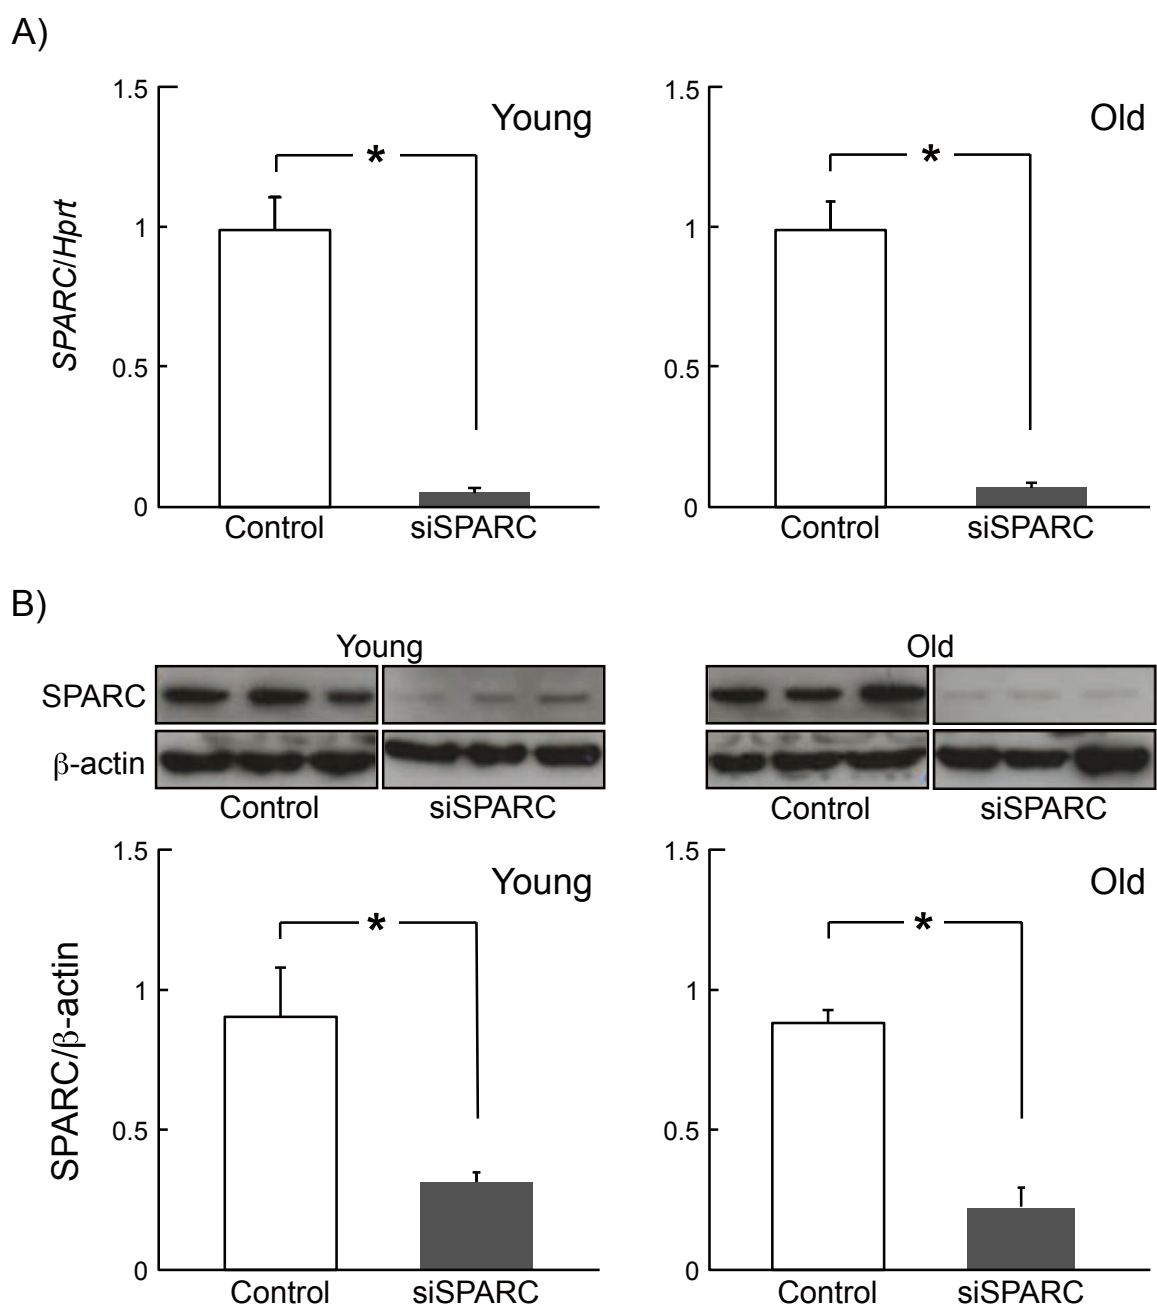 A)
1.5
Young
*
1
SPARC/Hprt
0.5
0
Control siSPARC
1.5
Old
*
1
0.5
0
Control siSPARC
B)
Young Old
SPARC
β-actin
Control siSPARC Control siSPARC
1.5
Young
*
1
SPARC/β-actin
0.5
0
Control siSPARC
1.5
Old
*
1
0.5
0
Control siSPARC